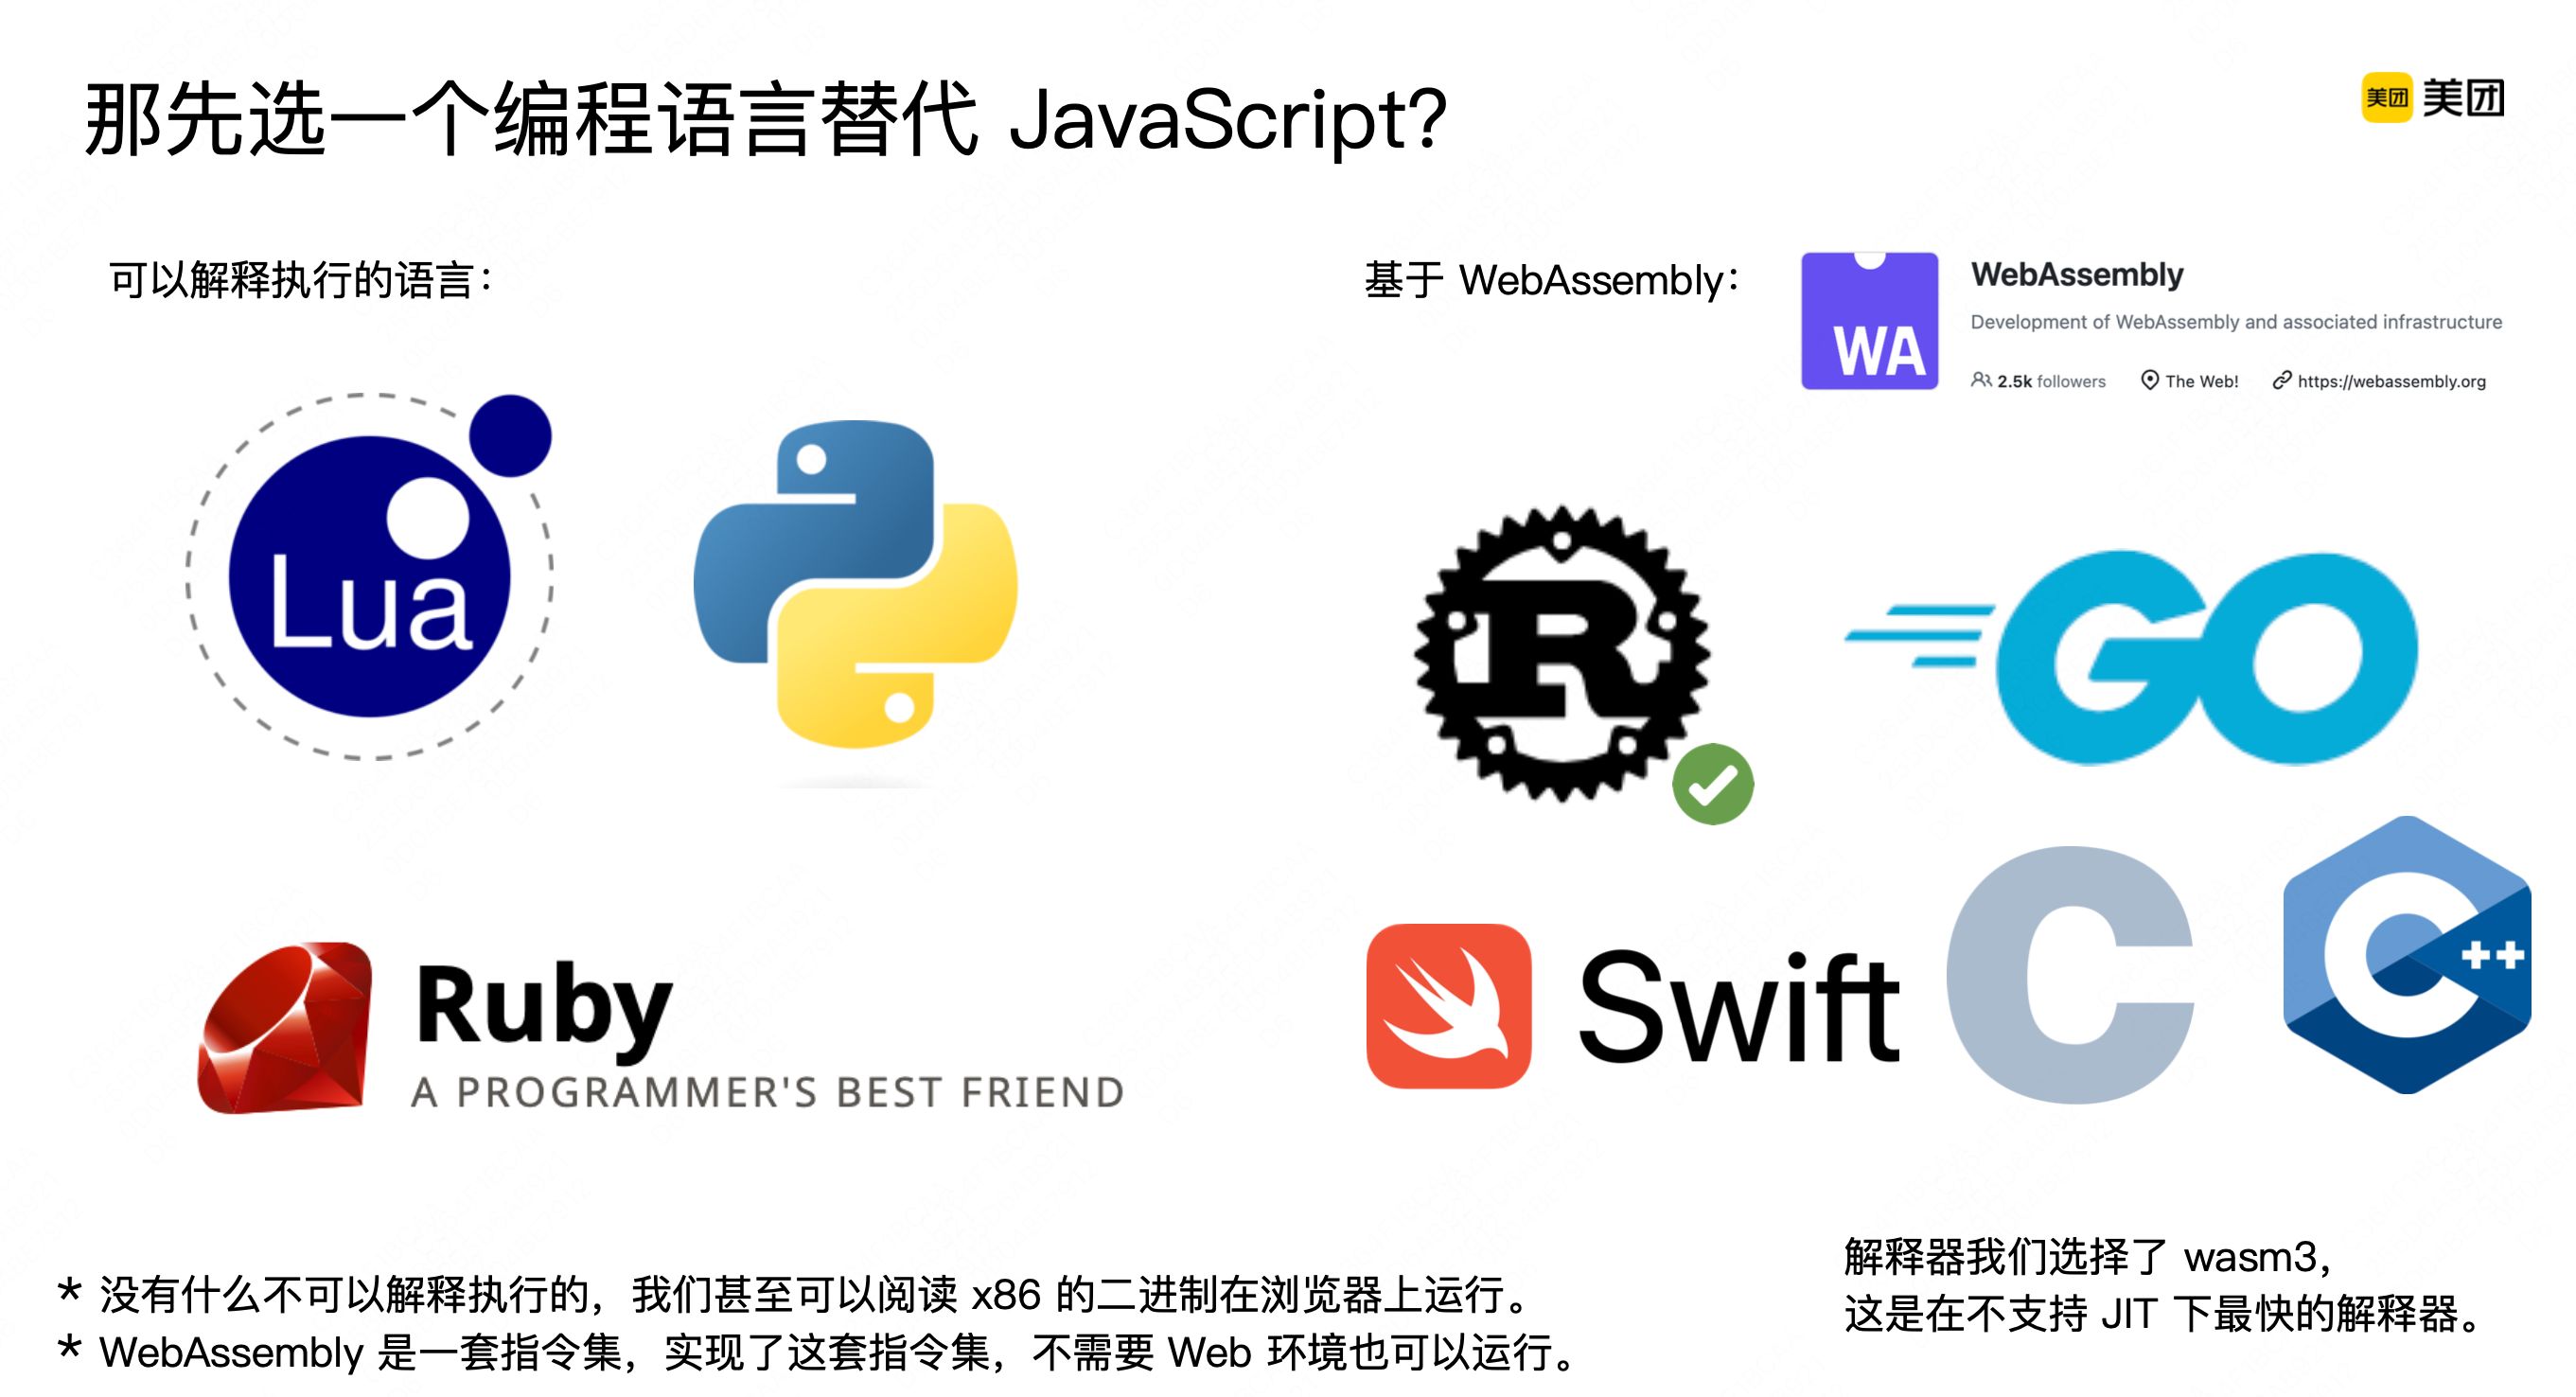 那先选一个编程语言替代 JavaScript?
美团 美团
可以解释执行的语言：
基于 WebAssembly：
WA
WebAssembly
Development of WebAssembly and associated infrastructure
2.5k followers The Web! https://webassembly.org
Lua
R
GO
Ruby
A PROGRAMMER'S BEST FRIEND
Swift
C
C++
* 没有什么不可以解释执行的，我们甚至可以阅读 x86 的二进制在浏览器上运行。
* WebAssembly 是一套指令集，实现了这套指令集，不需要 Web 环境也可以运行。
解释器我们选择了 wasm3，
这是在不支持 JIT 下最快的解释器。